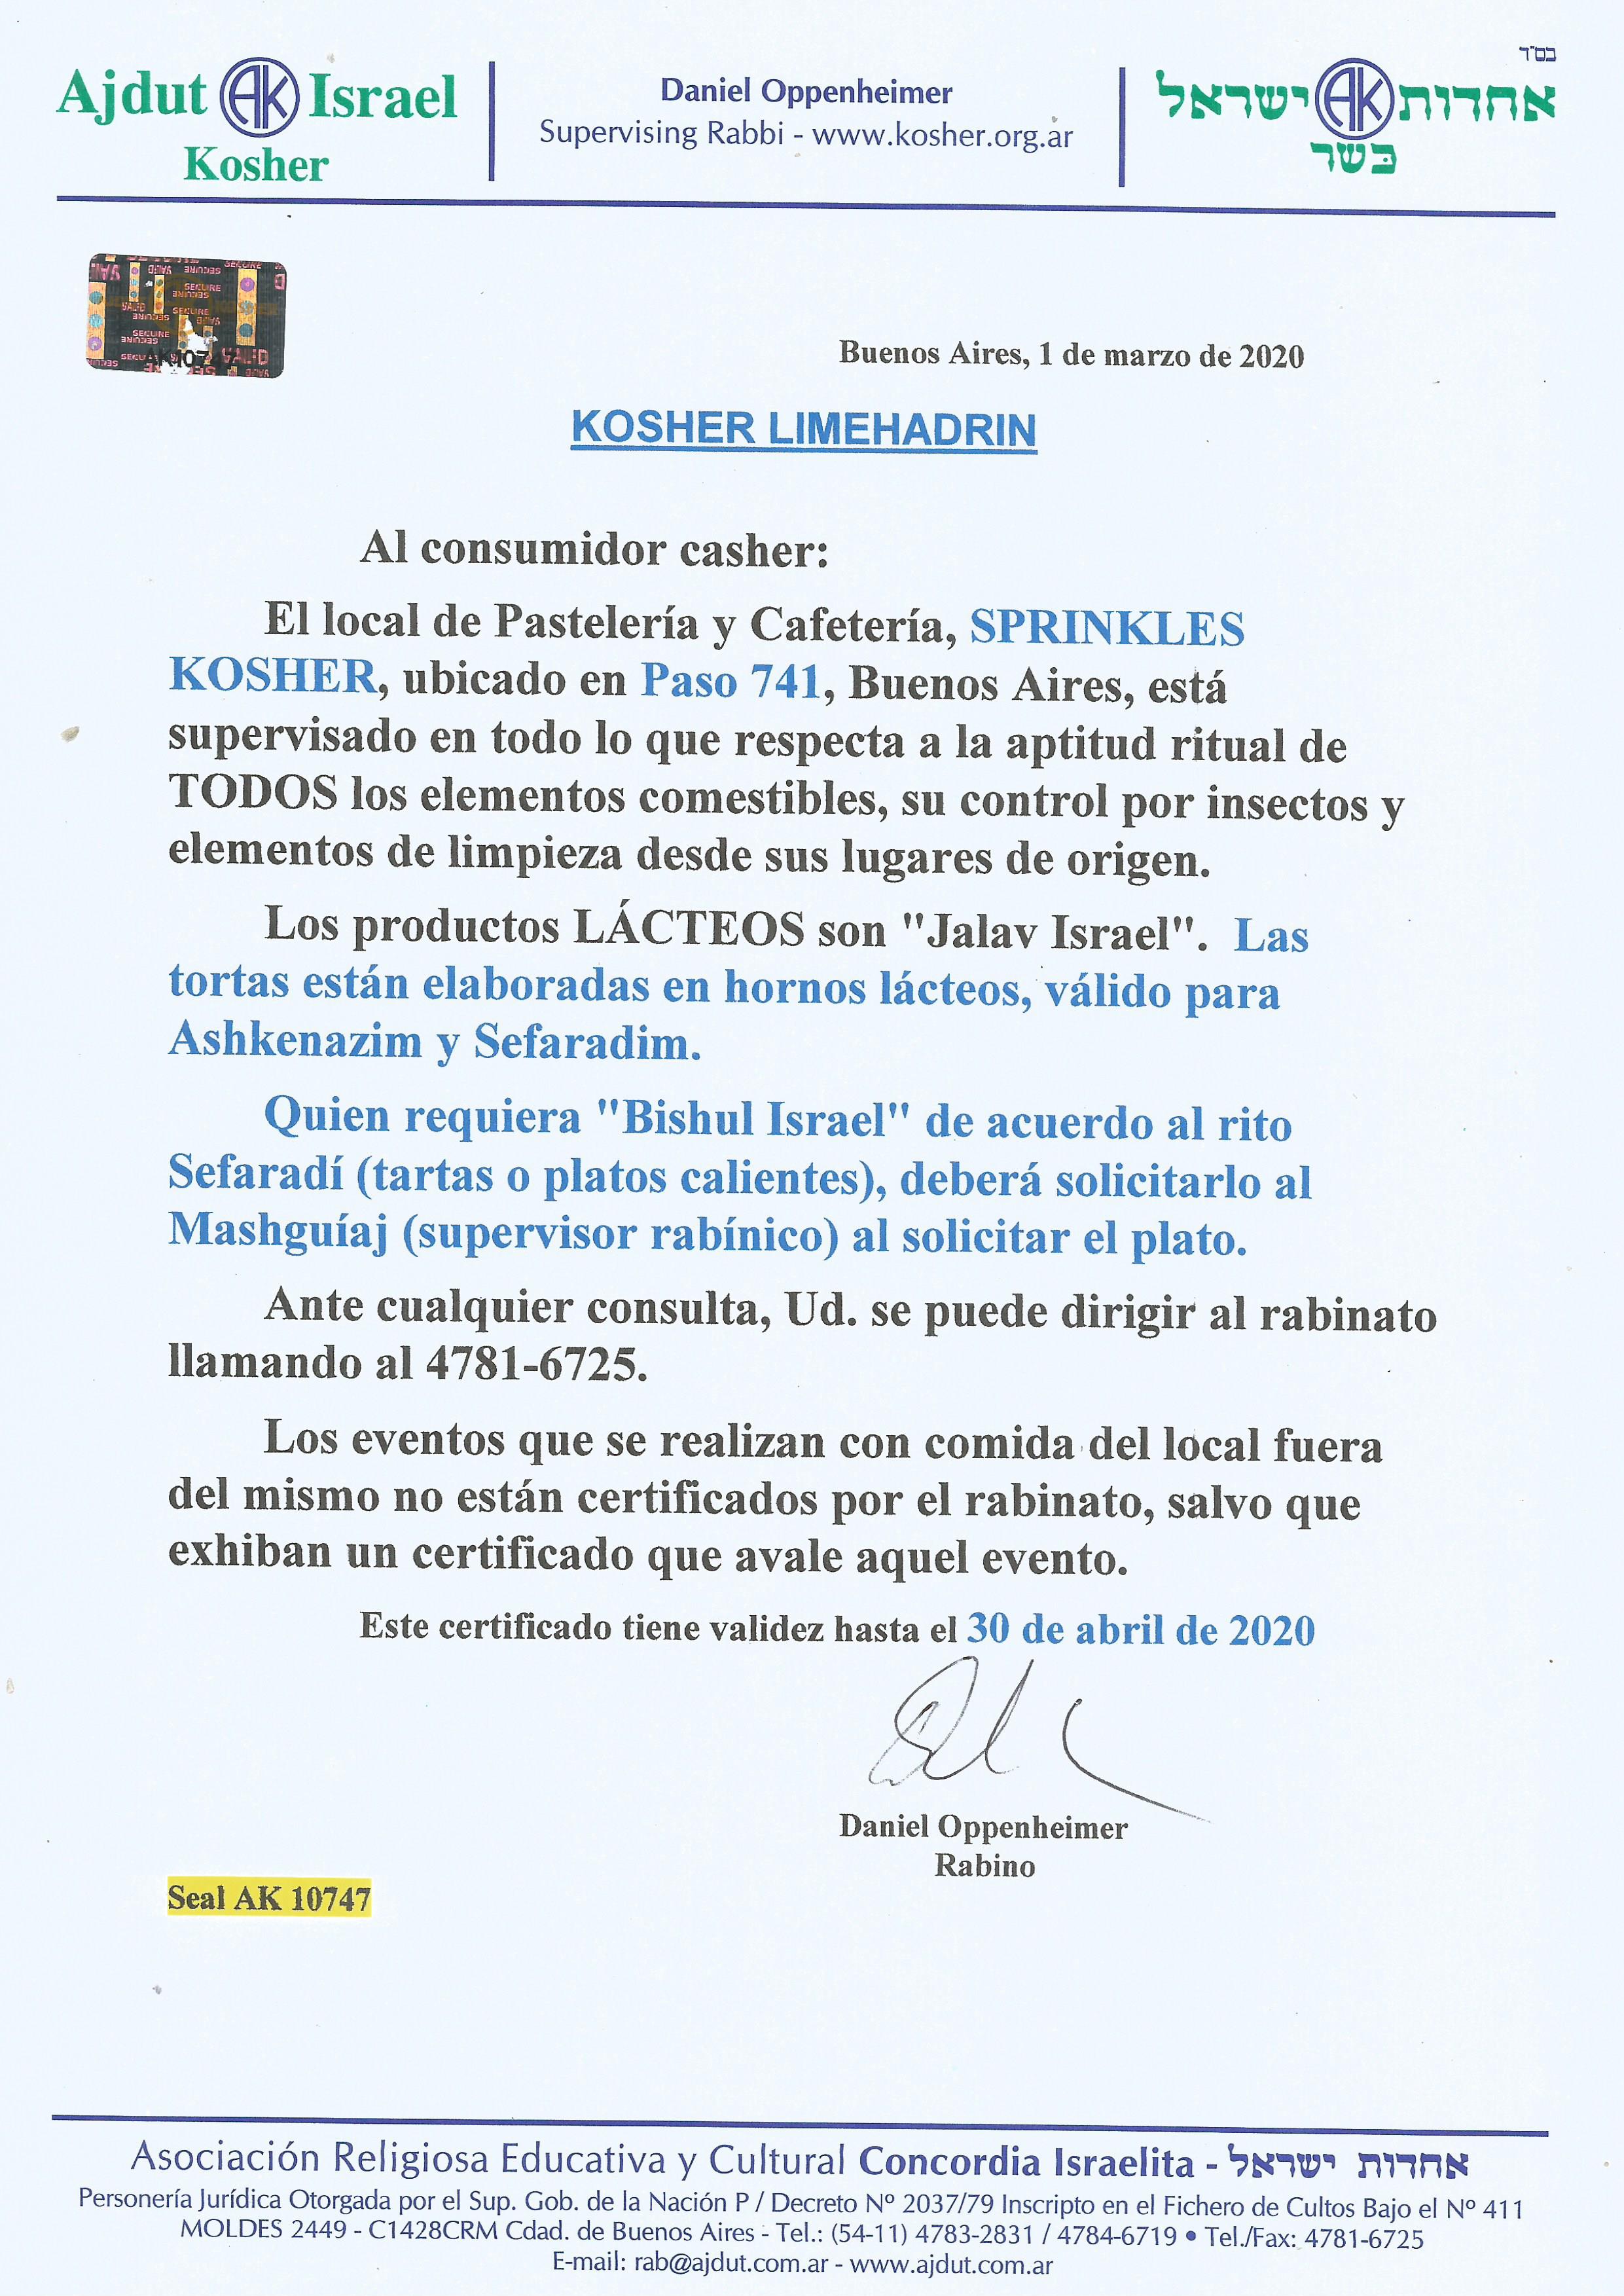 בס"ד
Ajdut AK Israel
Kosher
Daniel Oppenheimer
Supervising Rabbi - www.kosher.org.ar
אחדות AK ישראל
כשר
AK10747
Buenos Aires, 1 de marzo de 2020
KOSHER LIMEHADRIN
Al consumidor casher:
El local de Pastelería y Cafetería, SPRINKLES
KOSHER, ubicado en Paso 741, Buenos Aires, está
supervisado en todo lo que respecta a la aptitud ritual de
TODOS los elementos comestibles, su control por insectos y
elementos de limpieza desde sus lugares de origen.
Los productos LÁCTEOS son "Jalav Israel". Las
tortas están elaboradas en hornos lácteos, válido para
Ashkenazim y Sefaradim.
Quien requiera "Bishul Israel" de acuerdo al rito
Sefaradí (tartas o platos calientes), deberá solicitarlo al
Mashguíaj (supervisor rabínico) al solicitar el plato.
Ante cualquier consulta, Ud. se puede dirigir al rabinato
llamando al 4781-6725.
Los eventos que se realizan con comida del local fuera
del mismo no están certificados por el rabinato, salvo que
exhiban un certificado que avale aquel evento.
Este certificado tiene validez hasta el 30 de abril de 2020
Daniel Oppenheimer
Rabino
Seal AK 10747
Asociación Religiosa Educativa y Cultural Concordia Israelita - אחדות ישראל
Personería Jurídica Otorgada por el Sup. Gob. de la Nación P / Decreto Nº 2037/79 Inscripto en el Fichero de Cultos Bajo el Nº 411
MOLDES 2449 - C1428CRM Cdad. de Buenos Aires - Tel.: (54-11) 4783-2831 / 4784-6719 • Tel./Fax: 4781-6725
E-mail: rab@ajdut.com.ar - www.ajdut.com.ar